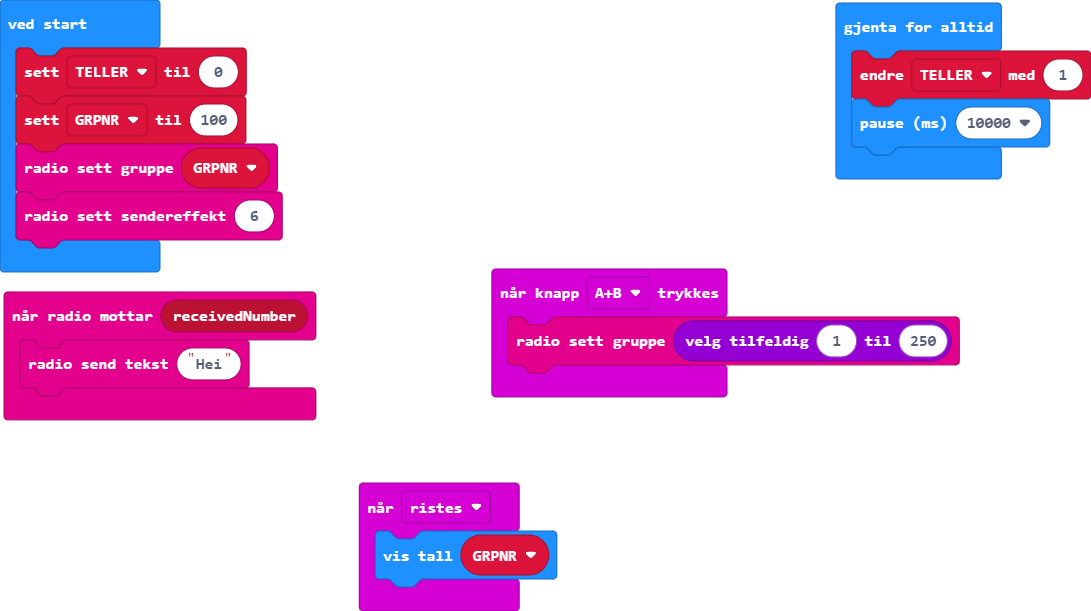 ved start
sett TELLER til 0
sett GRPNR til 100
radio sett gruppe GRPNR
radio sett sendereffekt 6
gjenta for alltid
endre TELLER med 1
pause (ms) 10000
når radio mottar receivedNumber
radio send tekst "Hei"
når knapp A+B trykkes
radio sett gruppe velg tilfeldig 1 til 250
når ristes
vis tall GRPNR